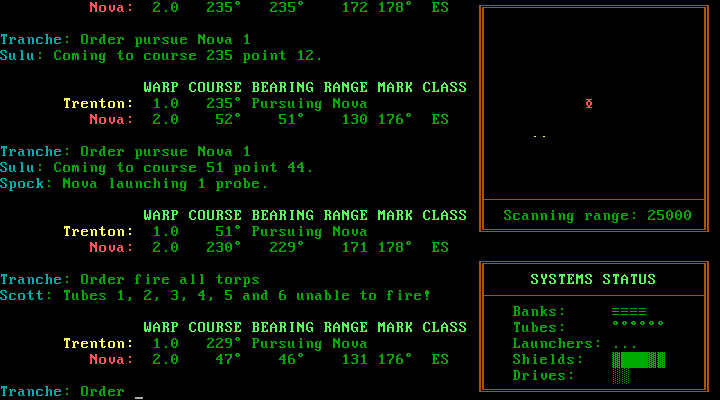 Nova: 2.0 235° 235° 172 178° ES
Tranche: Order pursue Nova 1
Sulu: Coming to course 235 point 12.
WARP COURSE BEARING RANGE MARK CLASS
Trenton: 1.0 235° Pursuing Nova
Nova: 2.0 52° 51° 130 176° ES
Tranche: Order pursue Nova 1
Sulu: Coming to course 51 point 44.
Spock: Nova launching 1 probe.
WARP COURSE BEARING RANGE MARK CLASS
Trenton: 1.0 51° Pursuing Nova
Nova: 2.0 230° 229° 171 178° ES
Tranche: Order fire all torps
Scott: Tubes 1, 2, 3, 4, 5 and 6 unable to fire!
WARP COURSE BEARING RANGE MARK CLASS
Trenton: 1.0 229° Pursuing Nova
Nova: 2.0 47° 46° 131 176° ES
Tranche: Order _
Scanning range: 25000
SYSTEMS STATUS
Banks: ≡≡≡≡
Tubes: °°°°°°
Launchers: ...
Shields: ▒███▒▒
Drives: ░▒